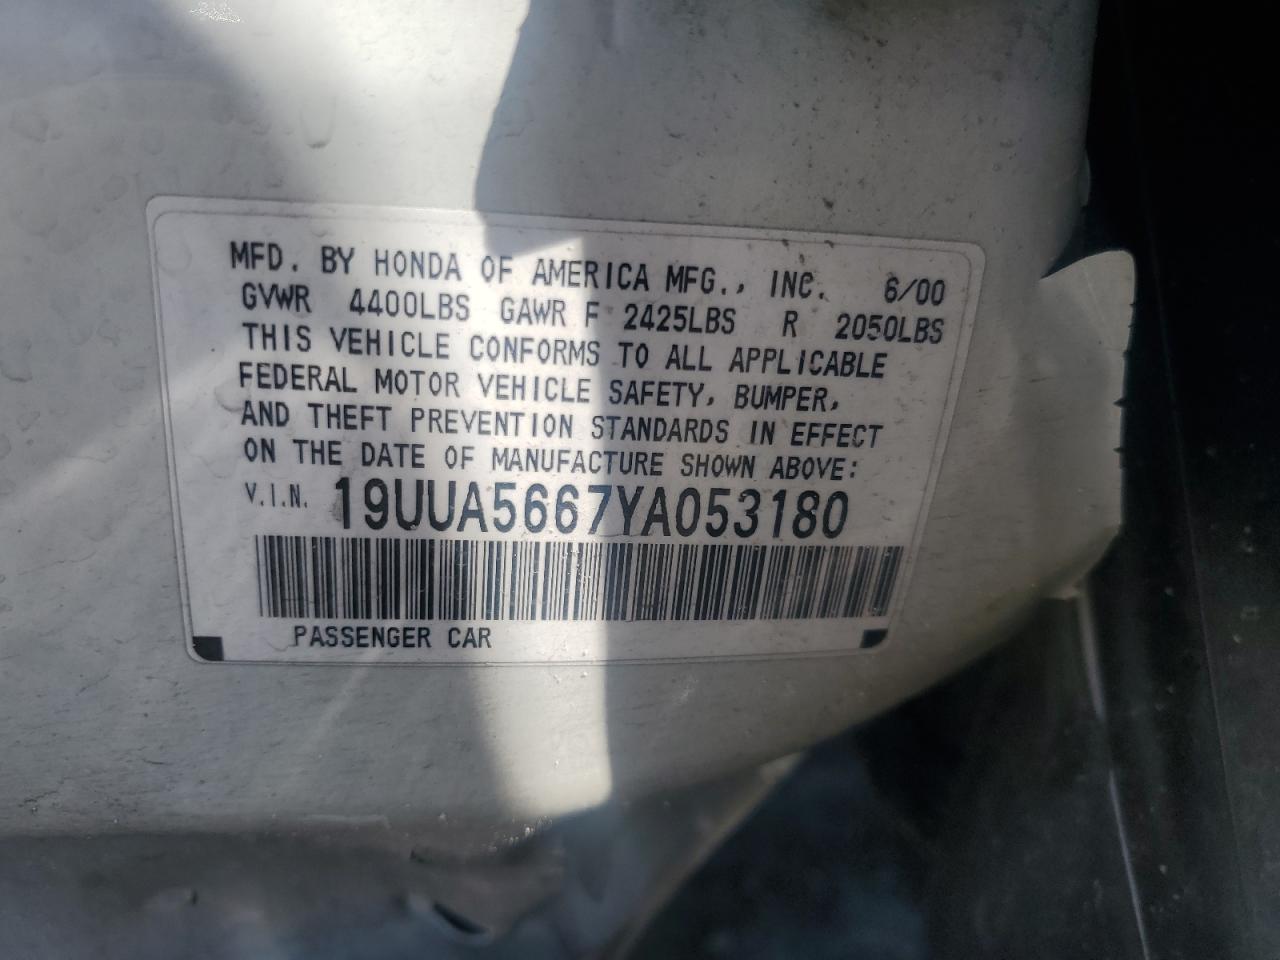 MFD. BY HONDA OF AMERICA MFG., INC. 6/00
GVWR 4400LBS GAWR F 2425LBS R 2050LBS
THIS VEHICLE CONFORMS TO ALL APPLICABLE
FEDERAL MOTOR VEHICLE SAFETY, BUMPER,
AND THEFT PREVENTION STANDARDS IN EFFECT
ON THE DATE OF MANUFACTURE SHOWN ABOVE:
V.I.N. 19UUA5667YA053180
PASSENGER CAR